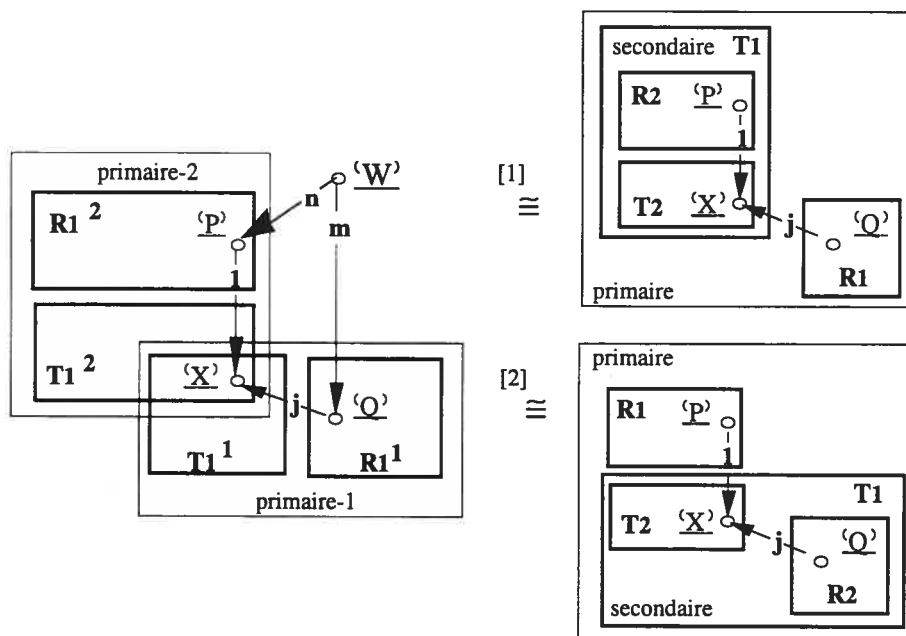 primaire-2
R1 2
(P)
1
T1 2
(W)
n
m
(X)
j
(Q)
T1 1
R1 1
primaire-1
[1]
≅
secondaire T1
R2 (P)
1
T2 (X)
j
(Q)
R1
primaire
[2]
≅
primaire
R1 (P)
1
T1
T2 (X)
j
(Q)
R2
secondaire